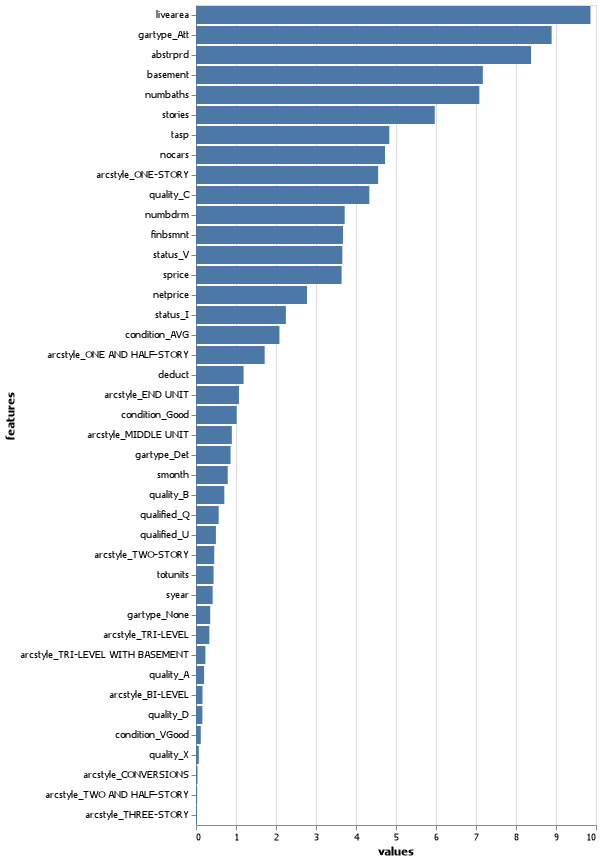 livearea
gartype_Att
abstrprd
basement
numbaths
stories
tasp
nocars
arcstyle_ONE-STORY
quality_C
numbdrm
finbsmnt
status_V
sprice
netprice
status_I
condition_AVG
arcstyle_ONE AND HALF-STORY
deduct
arcstyle_END UNIT
condition_Good
arcstyle_MIDDLE UNIT
gartype_Det
smonth
quality_B
qualified_Q
qualified_U
arcstyle_TWO-STORY
totunits
syear
gartype_None
arcstyle_TRI-LEVEL
arcstyle_TRI-LEVEL WITH BASEMENT
quality_A
arcstyle_BI-LEVEL
quality_D
condition_VGood
quality_X
arcstyle_CONVERSIONS
arcstyle_TWO AND HALF-STORY
arcstyle_THREE-STORY
features
0 1 2 3 4 5 6 7 8 9 10
values